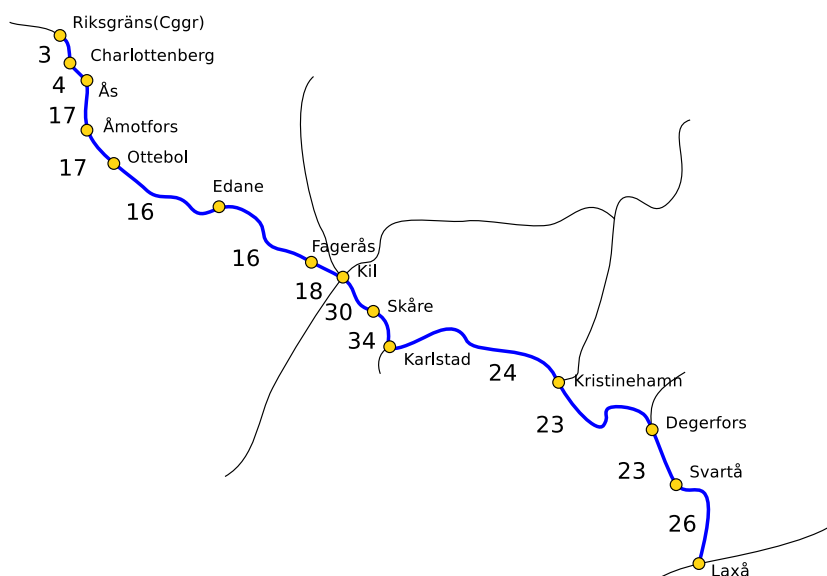 Riksgräns(Cggr)
3
Charlottenberg
4
Ås
17
Åmotfors
17
Ottebol
16
Edane
16
Fagerås
18
Kil
30
Skåre
34
Karlstad
24
Kristinehamn
23
Degerfors
23
Svartå
26
Laxå